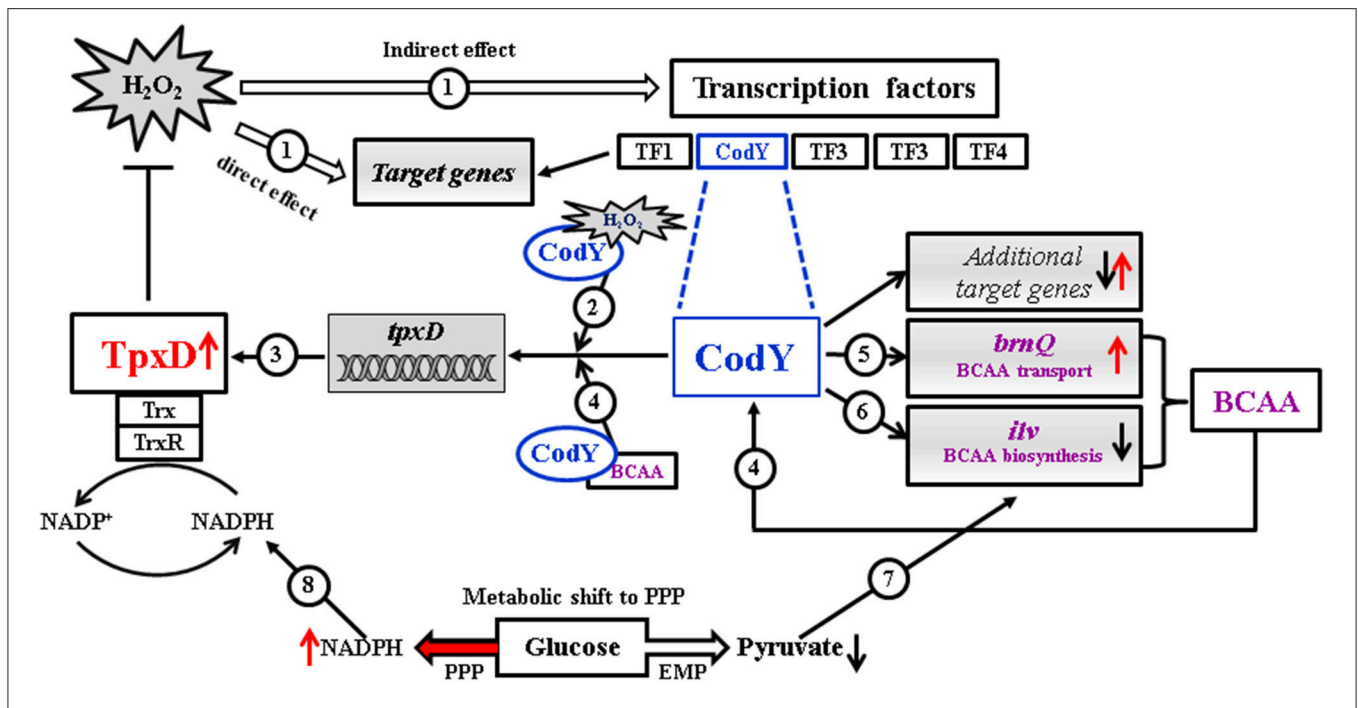 Indirect effect
H₂O₂
1
Transcription factors
1
direct effect
Target genes
TF1
CodY
TF3
TF3
TF4
H₂O₂
CodY
2
Additional
target genes
tpxD
TpxD
3
CodY
5
brnQ
BCAA transport
4
6
BCAA
Trx
TrxR
CodY
BCAA
4
ilv
BCAA biosynthesis
NADP⁺
NADPH
8
7
Metabolic shift to PPP
NADPH
Glucose
Pyruvate
PPP
EMP